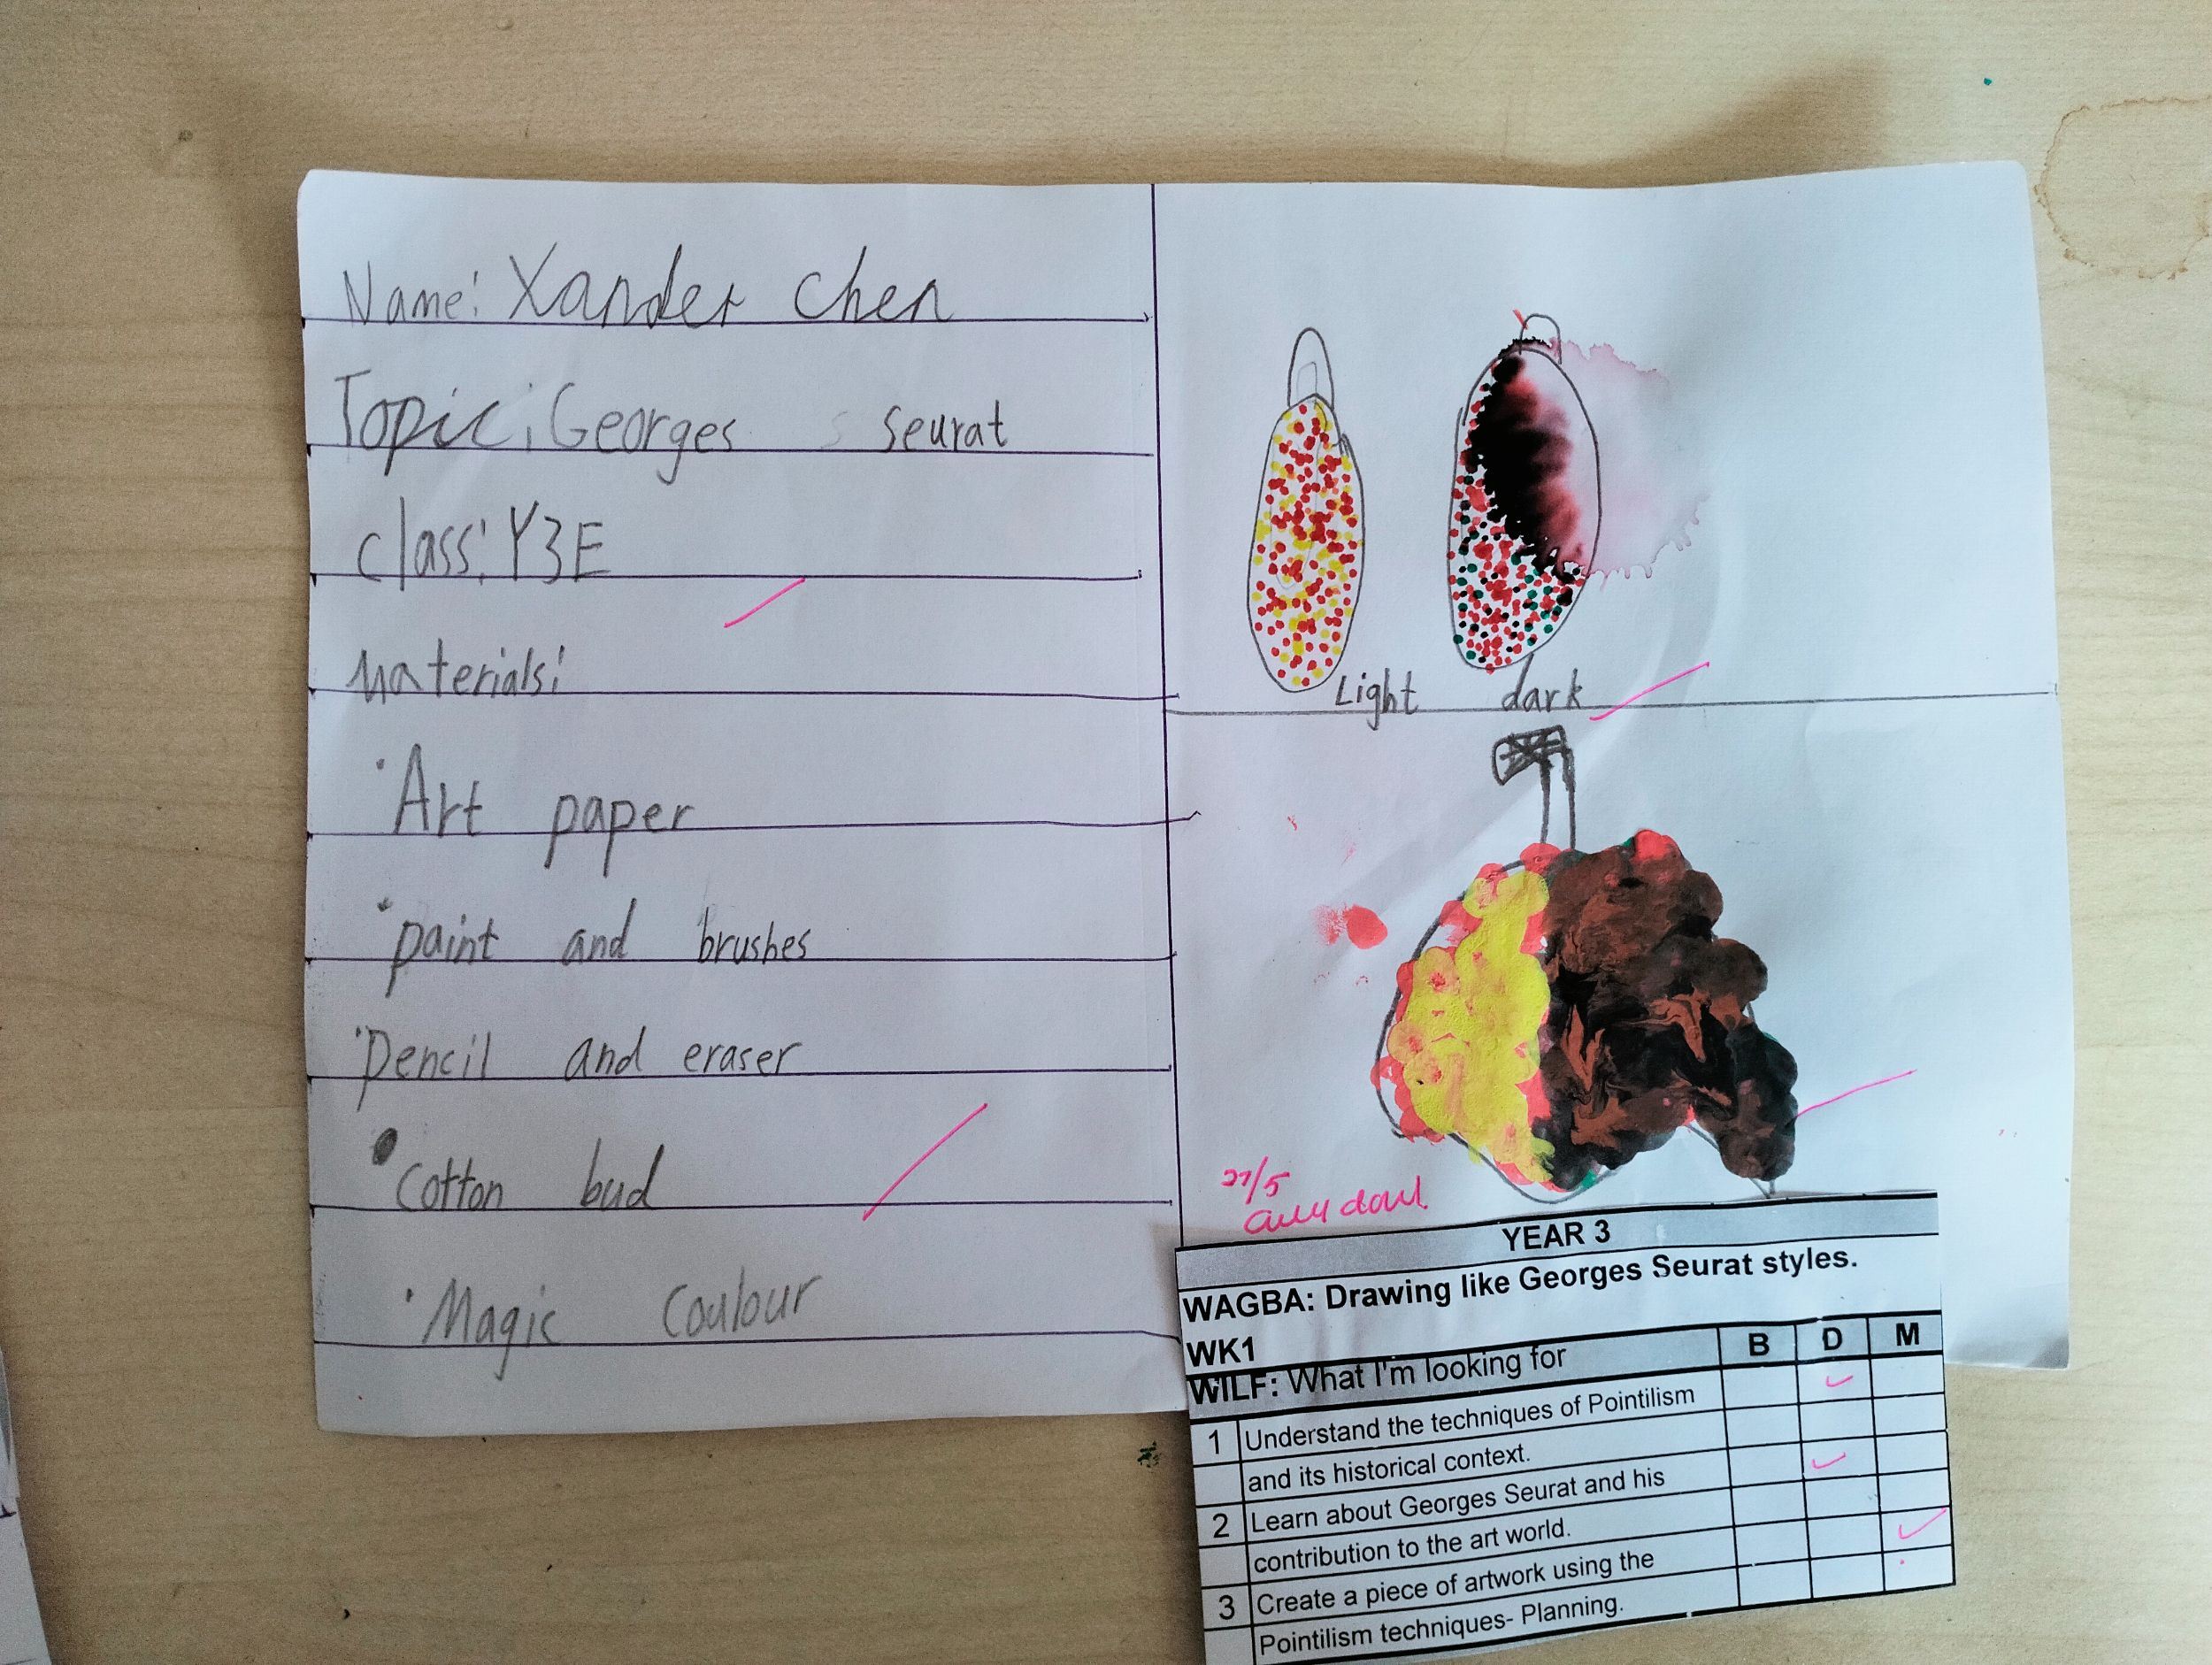 Name: Xander Chen
Topic: Georges seurat
class: Y3E
Materials:
• Art paper
• paint and brushes
• Pencil and eraser
• cotton bud
• Magic Coulour
Light dark
27/5
YEAR 3
WAGBA: Drawing like Georges Seurat styles.
WK1
WILF: What I'm looking for B D M
1 Understand the techniques of Pointilism
and its historical context.
2 Learn about Georges Seurat and his
contribution to the art world.
3 Create a piece of artwork using the
Pointilism techniques- Planning.